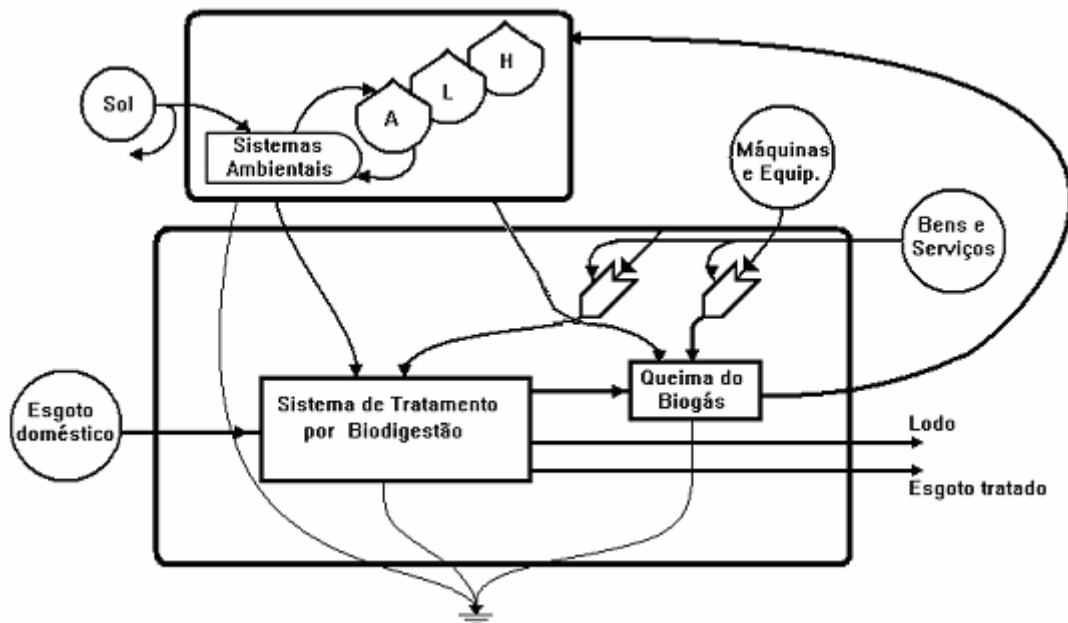 H
L
A
Sol
Sistemas
Ambientais
Máquinas
e Equip.
Bens e
Serviços
Queima do
Biogás
Sistema de Tratamento
por Biodigestão
Esgoto
doméstico
Lodo
Esgoto tratado